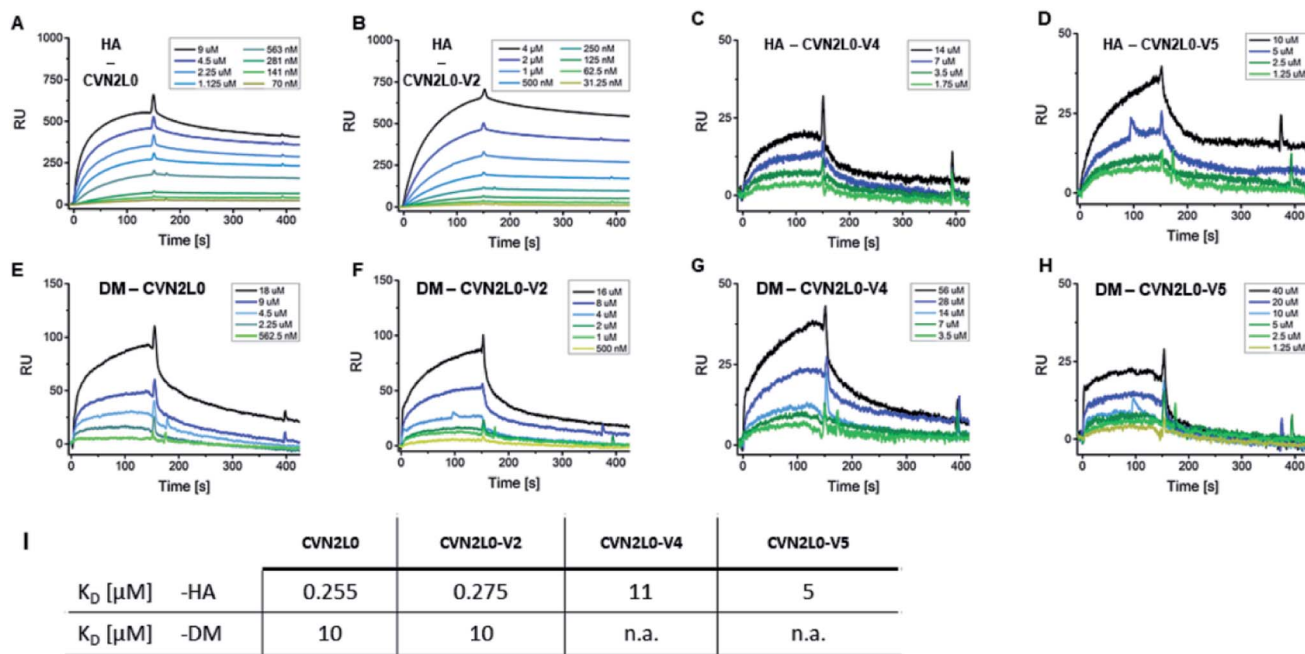 A
HA
–
CVN2L0
9 uM
4.5 uM
2.25 uM
1.125 uM
563 nM
281 nM
141 nM
70 nM
RU
1000
750
500
250
0
0 100 200 300 400
Time [s]
B
HA
–
CVN2L0-V2
4 µM
2 µM
1 µM
500 nM
250 nM
125 nM
62.5 nM
31.25 nM
RU
1000
750
500
250
0
0 100 200 300 400
Time [s]
C
HA – CVN2L0-V4
14 uM
7 uM
3.5 uM
1.75 uM
RU
50
25
0
0 100 200 300 400
Time [s]
D
HA – CVN2L0-V5
10 uM
5 uM
2.5 uM
1.25 uM
RU
50
25
0
0 100 200 300 400
Time [s]
E
DM – CVN2L0
18 uM
9 uM
4.5 uM
2.25 uM
562.5 nM
RU
150
100
50
0
0 100 200 300 400
Time [s]
F
DM – CVN2L0-V2
16 uM
8 uM
4 uM
2 uM
1 uM
500 nM
RU
150
100
50
0
0 100 200 300 400
Time [s]
G
DM – CVN2L0-V4
56 uM
28 uM
14 uM
7 uM
3.5 uM
RU
50
25
0
0 100 200 300 400
Time [s]
H
DM – CVN2L0-V5
40 uM
20 uM
10 uM
5 uM
2.5 uM
1.25 uM
RU
50
25
0
0 100 200 300 400
Time [s]
I
CVN2L0 CVN2L0-V2 CVN2L0-V4 CVN2L0-V5
K_D [µM] -HA 0.255 0.275 11 5
K_D [µM] -DM 10 10 n.a. n.a.